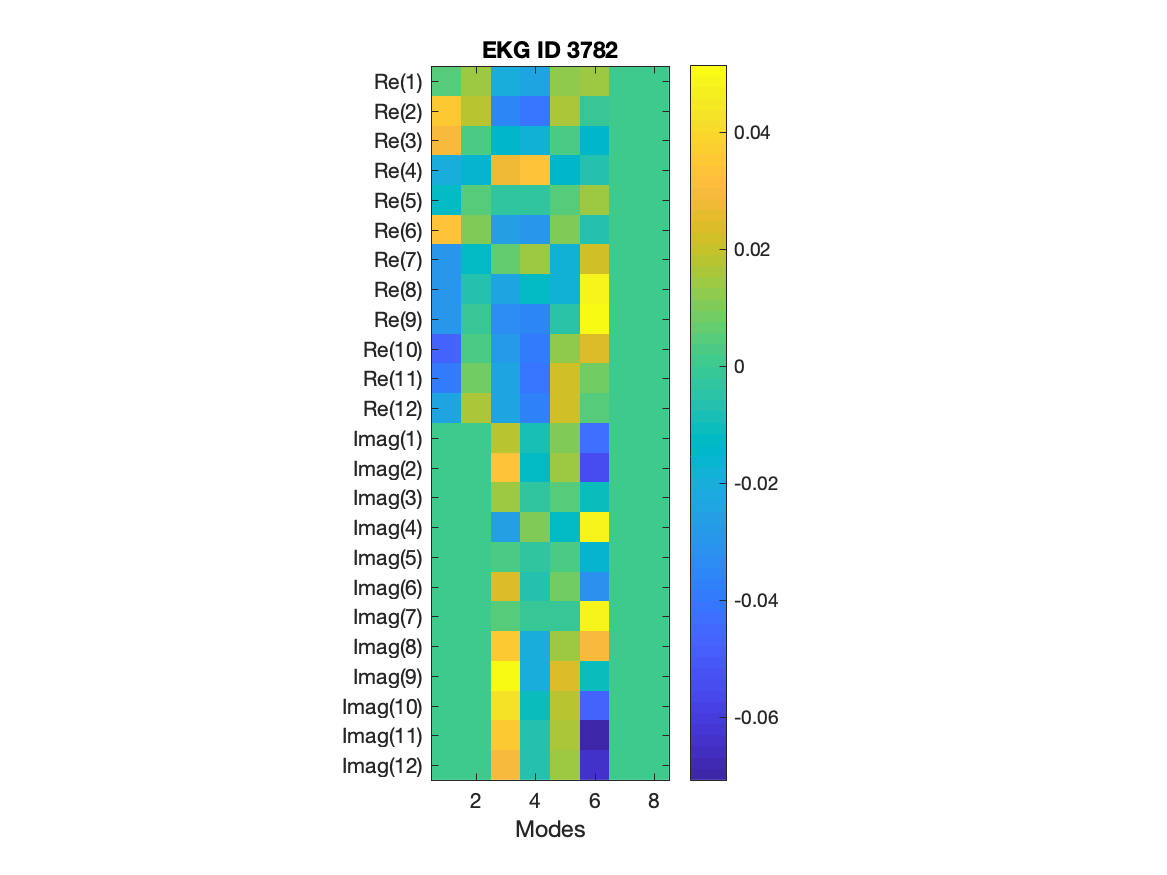 EKG ID 3782
Re(1)
Re(2)
Re(3)
Re(4)
Re(5)
Re(6)
Re(7)
Re(8)
Re(9)
Re(10)
Re(11)
Re(12)
Imag(1)
Imag(2)
Imag(3)
Imag(4)
Imag(5)
Imag(6)
Imag(7)
Imag(8)
Imag(9)
Imag(10)
Imag(11)
Imag(12)
2 4 6 8
Modes
0.04
0.02
0
-0.02
-0.04
-0.06